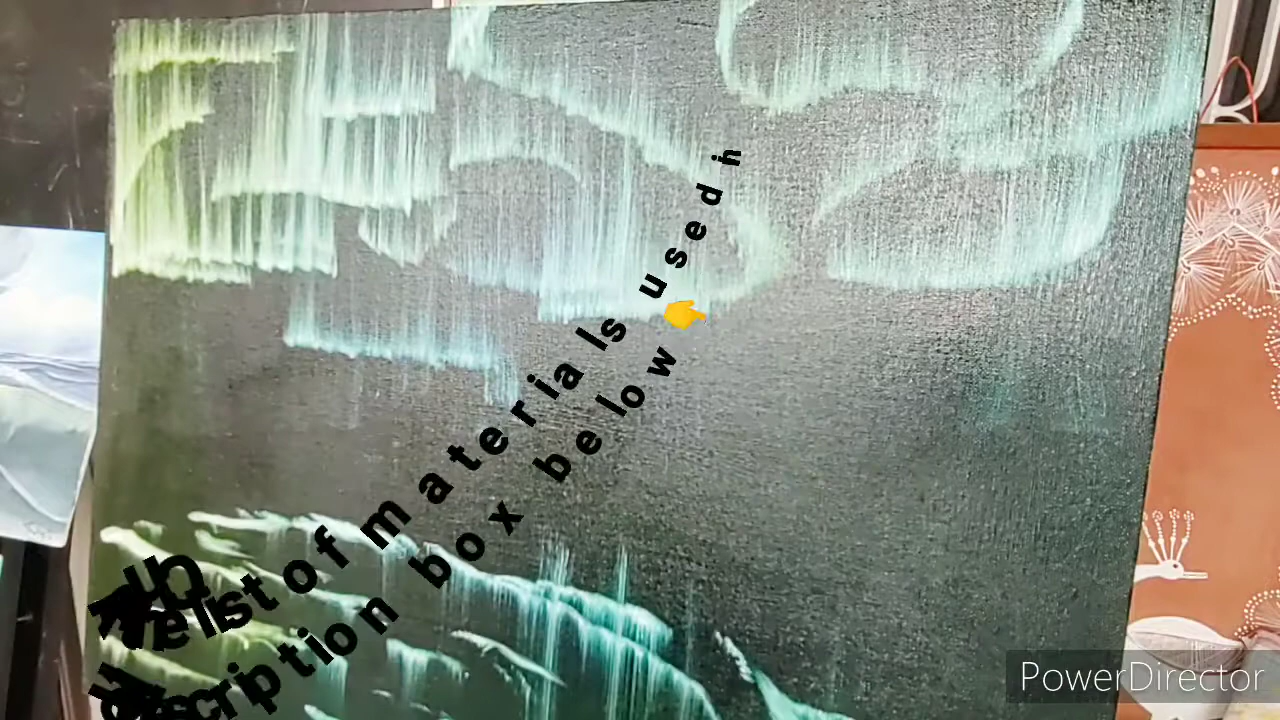 list of materials used in
description box below 👉
PowerDirector